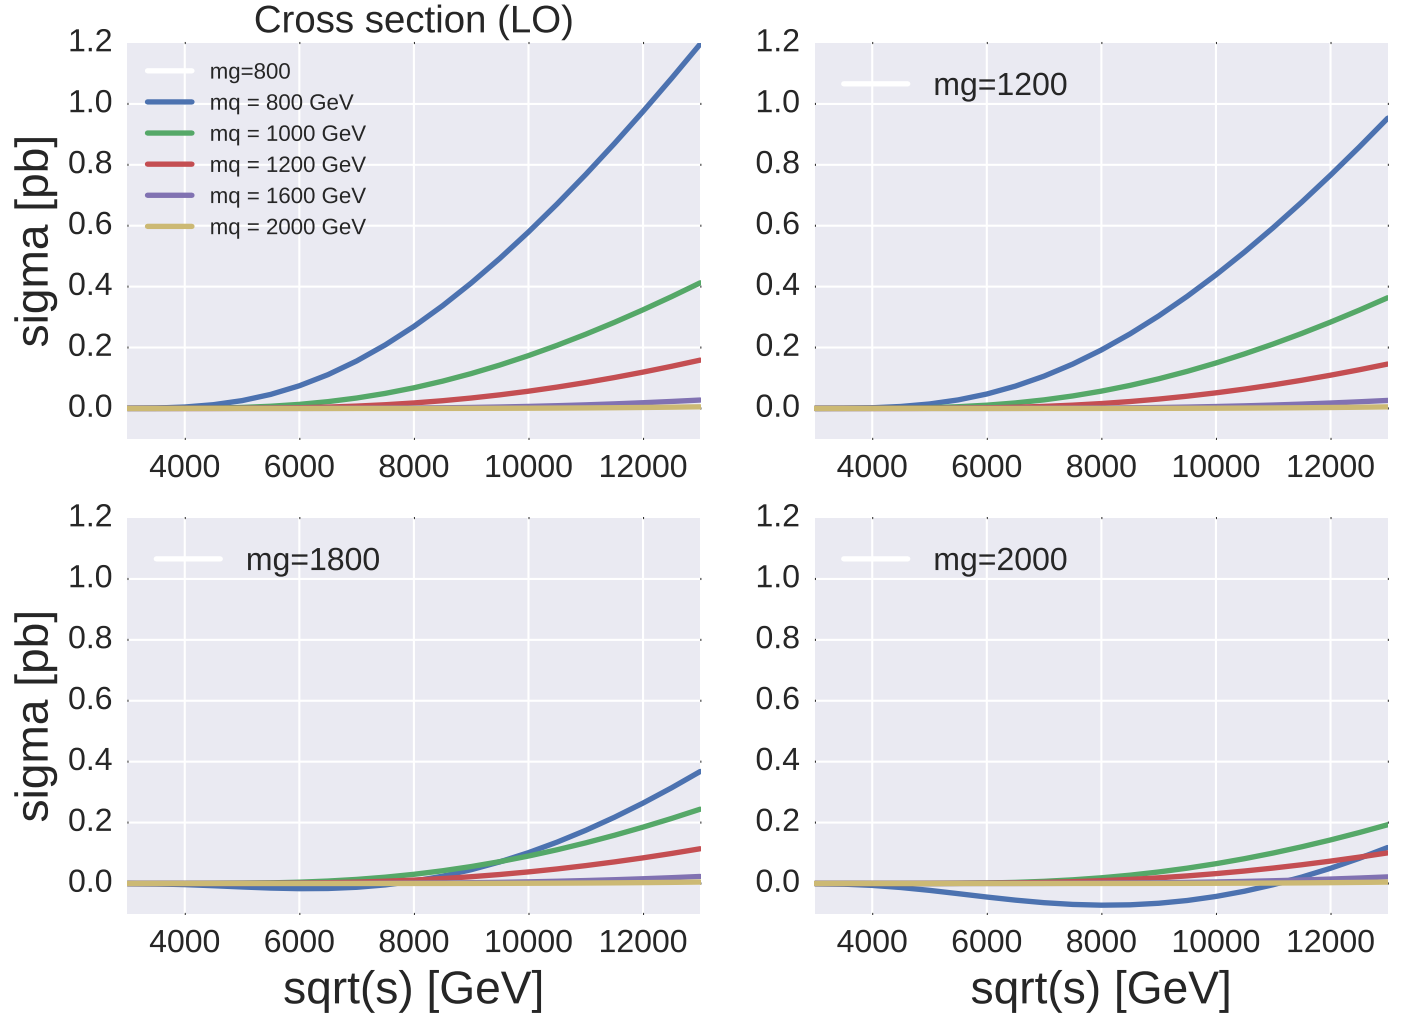 Cross section (LO)
1.2
1.0
0.8
0.6
0.4
0.2
0.0
sigma [pb]
mg=800
mq = 800 GeV
mq = 1000 GeV
mq = 1200 GeV
mq = 1600 GeV
mq = 2000 GeV
4000 6000 8000 10000 12000
1.2
1.0
0.8
0.6
0.4
0.2
0.0
mg=1200
4000 6000 8000 10000 12000
1.2
1.0
0.8
0.6
0.4
0.2
0.0
sigma [pb]
mg=1800
4000 6000 8000 10000 12000
sqrt(s) [GeV]
1.2
1.0
0.8
0.6
0.4
0.2
0.0
mg=2000
4000 6000 8000 10000 12000
sqrt(s) [GeV]